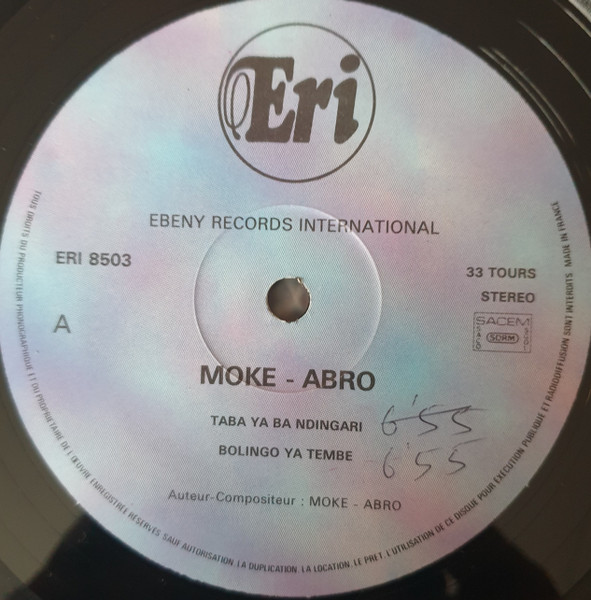 Eri
EBENY RECORDS INTERNATIONAL
ERI 8503
33 TOURS
STEREO
A
SACEM
SDRM
MOKE - ABRO
TABA YA BA NDINGARI 6'55
BOLINGO YA TEMBE 6'55
Auteur-Compositeur : MOKE - ABRO
TOUS DROITS DU PRODUCTEUR PHONOGRAPHIQUE ET DU PROPRIETAIRE DE L'ŒUVRE ENREGISTREE RESERVES. SAUF AUTORISATION, LA DUPLICATION, LA LOCATION, LE PRET, L'UTILISATION DE CE DISQUE POUR EXECUTION PUBLIQUE ET RADIODIFFUSION SONT INTERDITS. MADE IN FRANCE